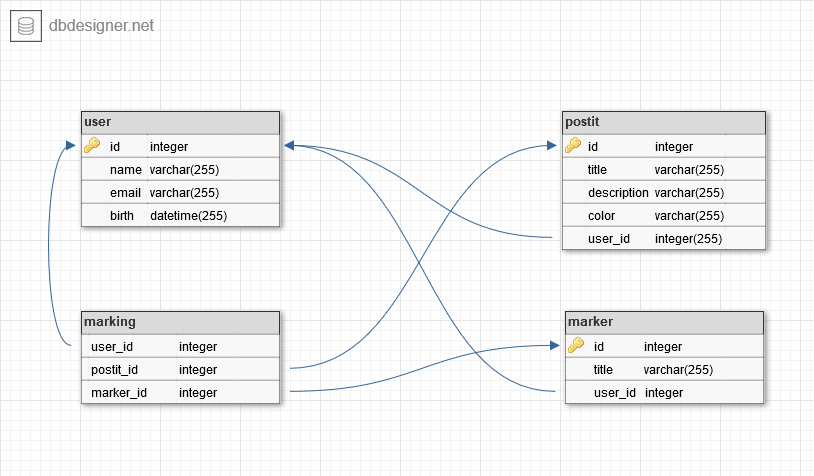 dbdesigner.net
user
id integer
name varchar(255)
email varchar(255)
birth datetime(255)
postit
id integer
title varchar(255)
description varchar(255)
color varchar(255)
user_id integer(255)
marking
user_id integer
postit_id integer
marker_id integer
marker
id integer
title varchar(255)
user_id integer